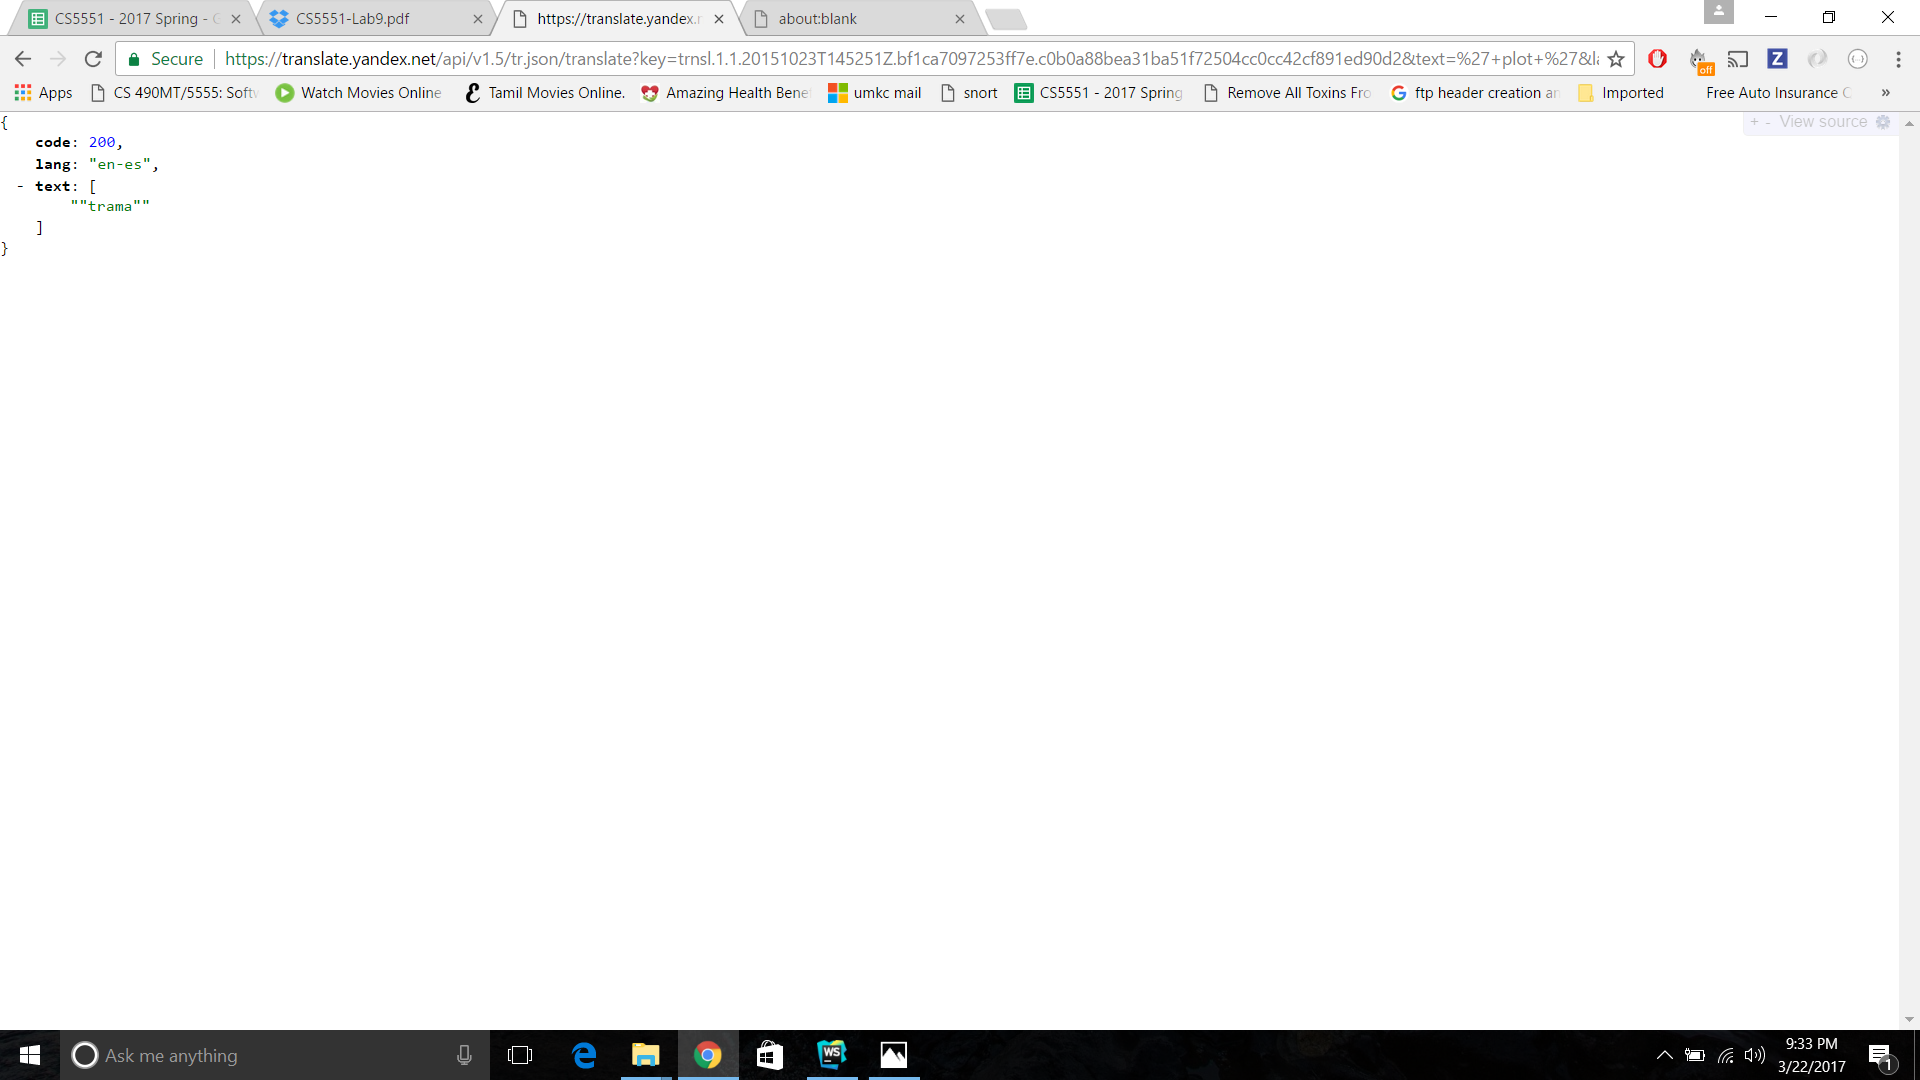 CS5551 - 2017 Spring - G
CS5551-Lab9.pdf
https://translate.yandex.r
about:blank
Secure
https://translate.yandex.net/api/v1.5/tr.json/translate?key=trnsl.1.1.20151023T145251Z.bf1ca7097253ff7e.c0b0a88bea31ba51f72504cc0cc42cf891ed90d2&text=%27+plot+%27&l
off
Z
Apps
CS 490MT/5555: Softw
Watch Movies Online
Tamil Movies Online.
Amazing Health Bene
umkc mail
snort
CS5551 - 2017 Spring
Remove All Toxins Fro
ftp header creation an
Imported
Free Auto Insurance C
»
+ - View source
{
code: 200,
lang: "en-es",
- text: [
""trama""
]
}
Ask me anything
WS
9:33 PM
3/22/2017
1